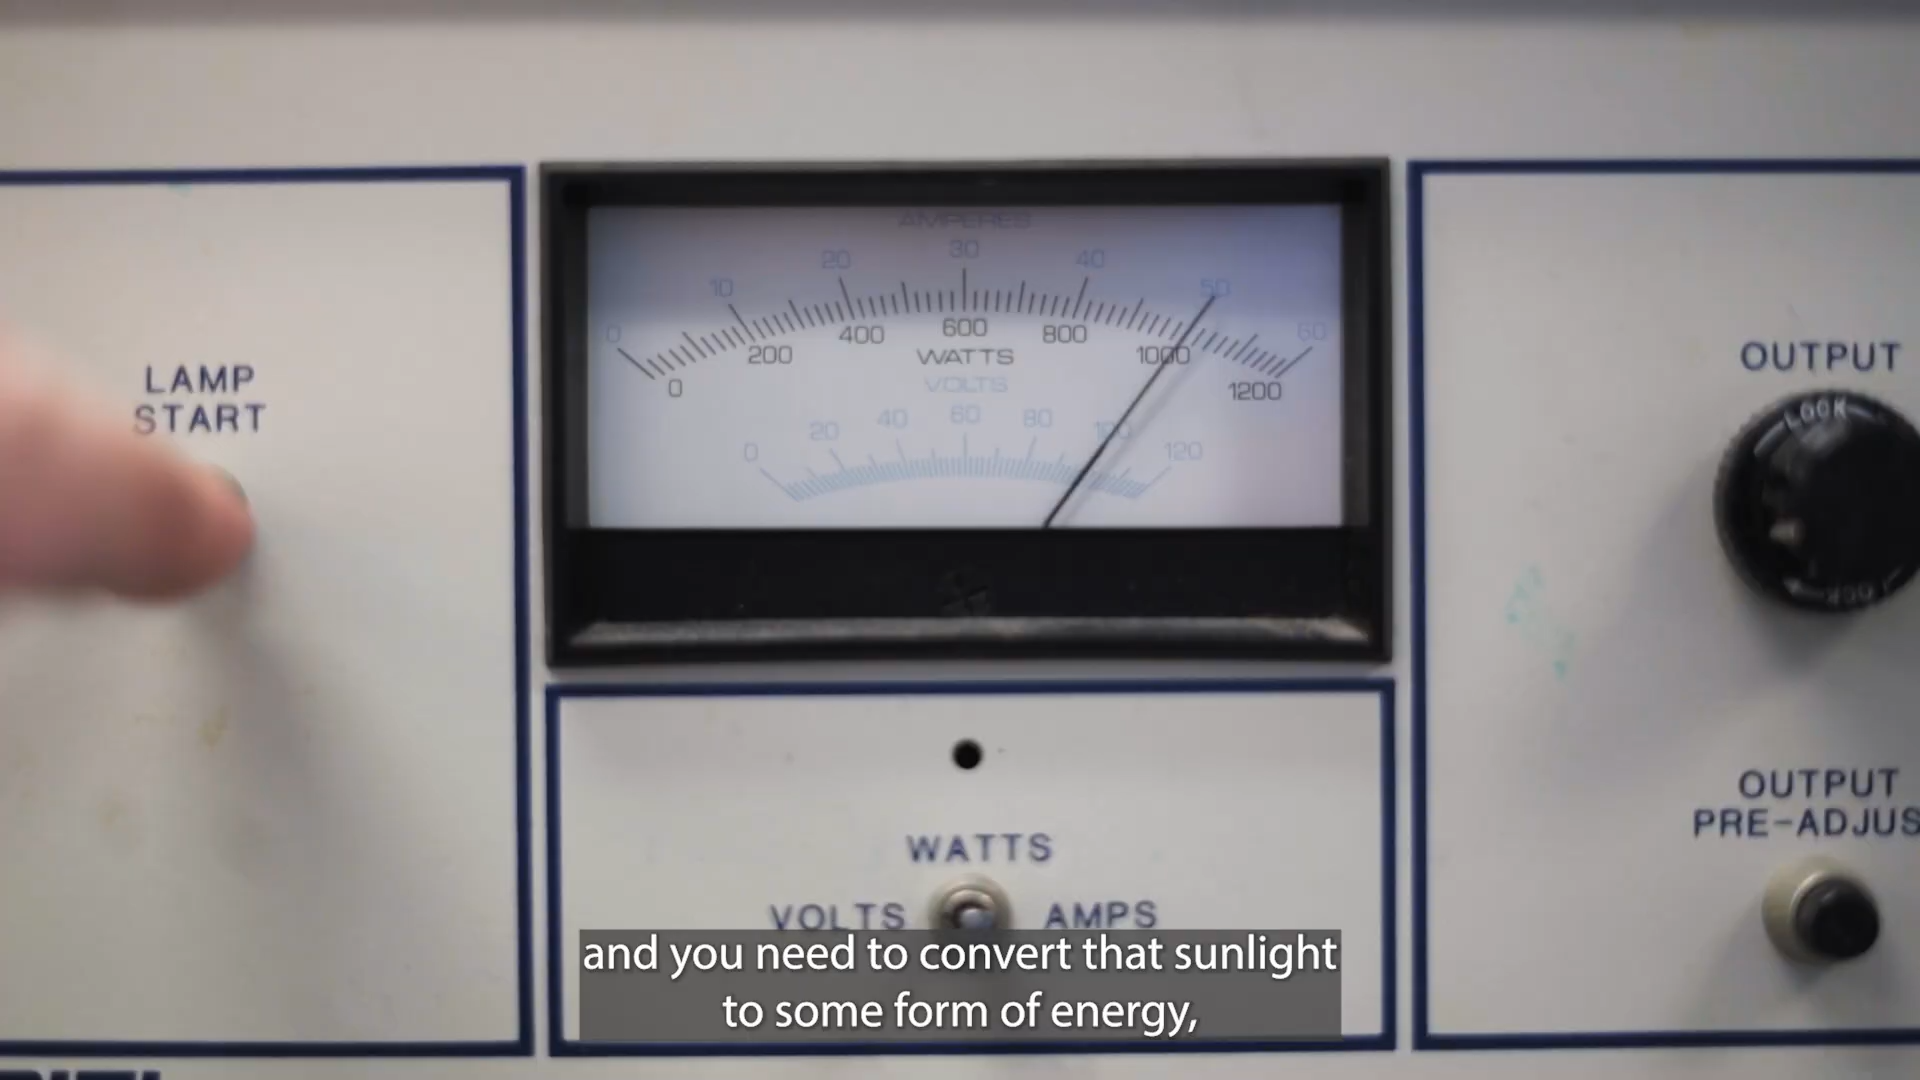 LAMP
START
AMPERES
0 10 20 30 40 50 60
0 200 400 600 800 1000 1200
WATTS
VOLTS
0 20 40 60 80 100 120
OUTPUT
LOCK
OUTPUT
PRE-ADJUS
WATTS
VOLTS AMPS
and you need to convert that sunlight
to some form of energy,